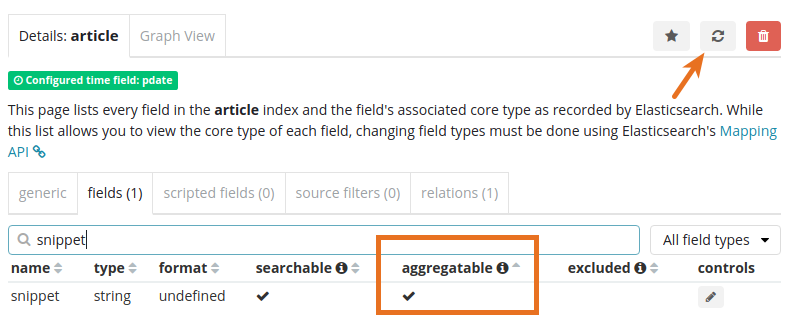 Details: article
Graph View
Configured time field: pdate
This page lists every field in the article index and the field's associated core type as recorded by Elasticsearch. While
this list allows you to view the core type of each field, changing field types must be done using Elasticsearch's Mapping
API
generic fields (1) scripted fields (0) source filters (0) relations (1)
snippet All field types
name type format searchable aggregatable excluded controls
snippet string undefined